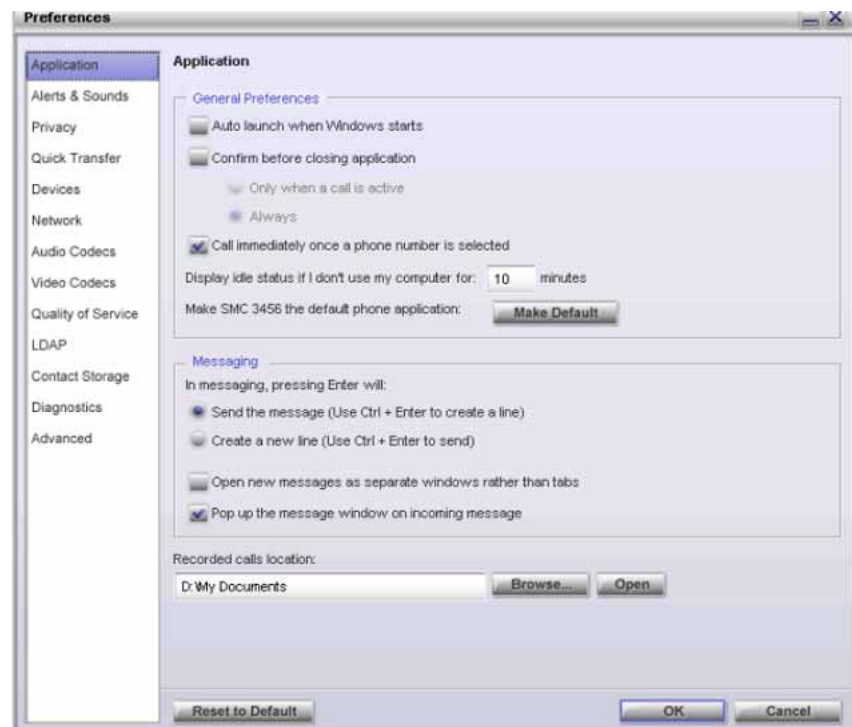 Preferences
Application
Alerts & Sounds
Privacy
Quick Transfer
Devices
Network
Audio Codecs
Video Codecs
Quality of Service
LDAP
Contact Storage
Diagnostics
Advanced
Application
General Preferences
Auto launch when Windows starts
Confirm before closing application
Only when a call is active
Always
Call immediately once a phone number is selected
Display idle status if I don't use my computer for: 10 minutes
Make SMC 3456 the default phone application: Make Default
Messaging
In messaging, pressing Enter will:
Send the message (Use Ctrl + Enter to create a line)
Create a new line (Use Ctrl + Enter to send)
Open new messages as separate windows rather than tabs
Pop up the message window on incoming message
Recorded calls location:
D:\My Documents Browse... Open
Reset to Default OK Cancel